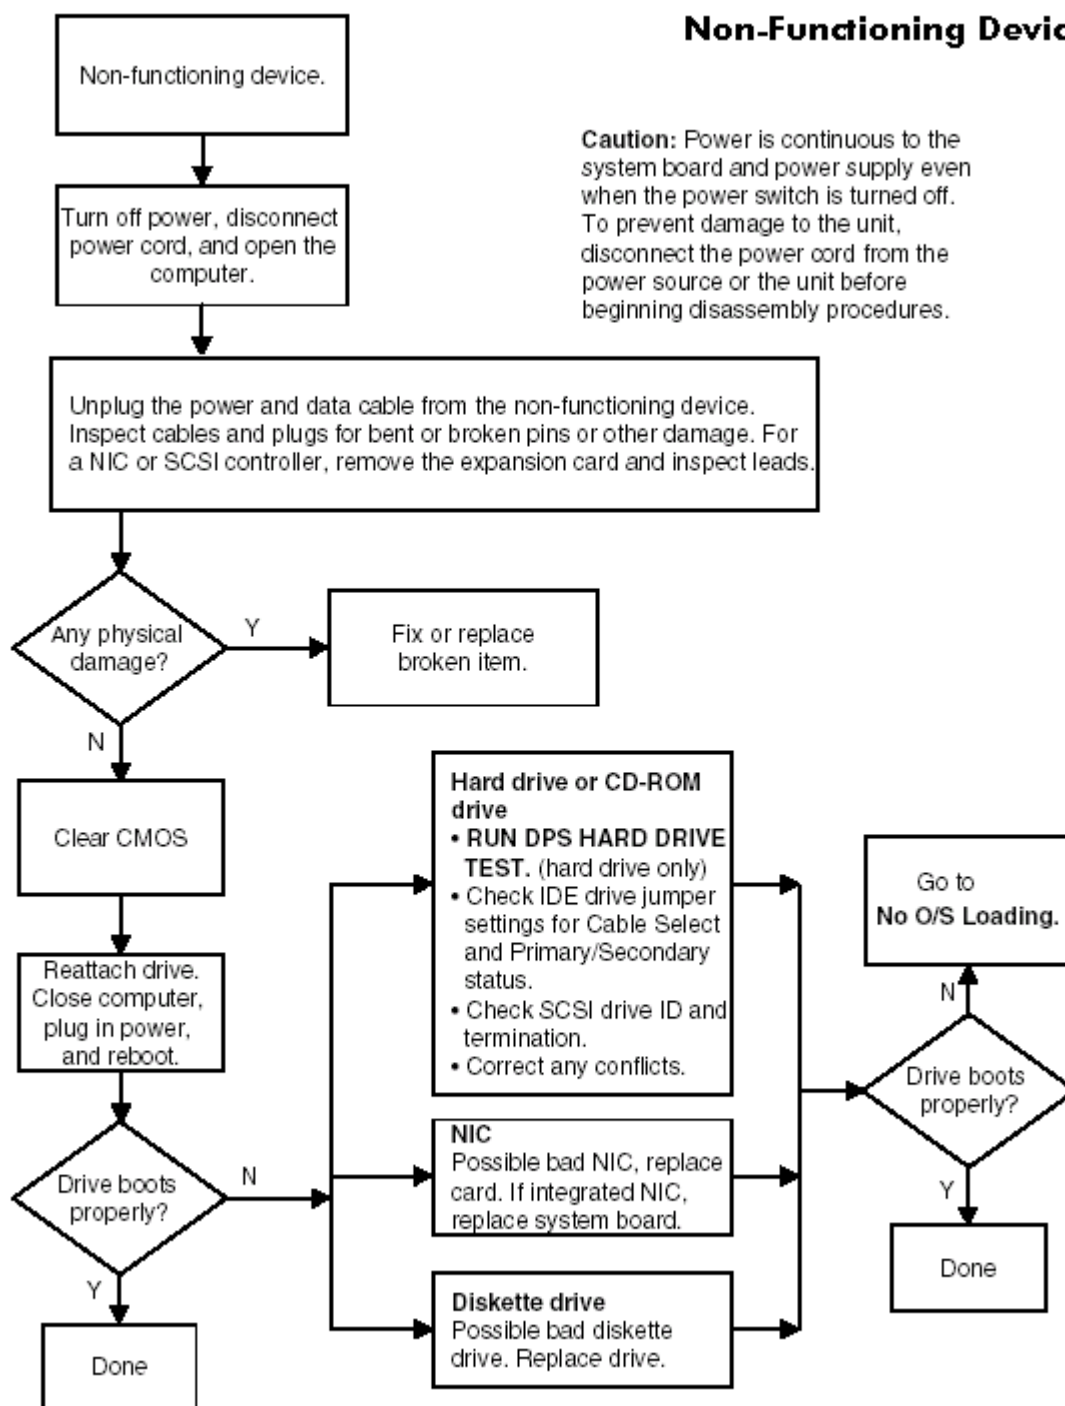 Non-Functioning Devic
Non-functioning device.
Caution: Power is continuous to the
system board and power supply even
when the power switch is turned off.
To prevent damage to the unit,
disconnect the power cord from the
power source or the unit before
beginning disassembly procedures.
Turn off power, disconnect
power cord, and open the
computer.
Unplug the power and data cable from the non-functioning device.
Inspect cables and plugs for bent or broken pins or other damage. For
a NIC or SCSI controller, remove the expansion card and inspect leads.
Any physical
damage?
Y
Fix or replace
broken item.
N
Clear CMOS
Reattach drive.
Close computer,
plug in power,
and reboot.
Drive boots
properly?
N
Y
Done
Hard drive or CD-ROM
drive
• RUN DPS HARD DRIVE
TEST. (hard drive only)
• Check IDE drive jumper
settings for Cable Select
and Primary/Secondary
status.
• Check SCSI drive ID and
termination.
• Correct any conflicts.
NIC
Possible bad NIC, replace
card. If integrated NIC,
replace system board.
Diskette drive
Possible bad diskette
drive. Replace drive.
Go to
No O/S Loading.
N
Drive boots
properly?
Y
Done